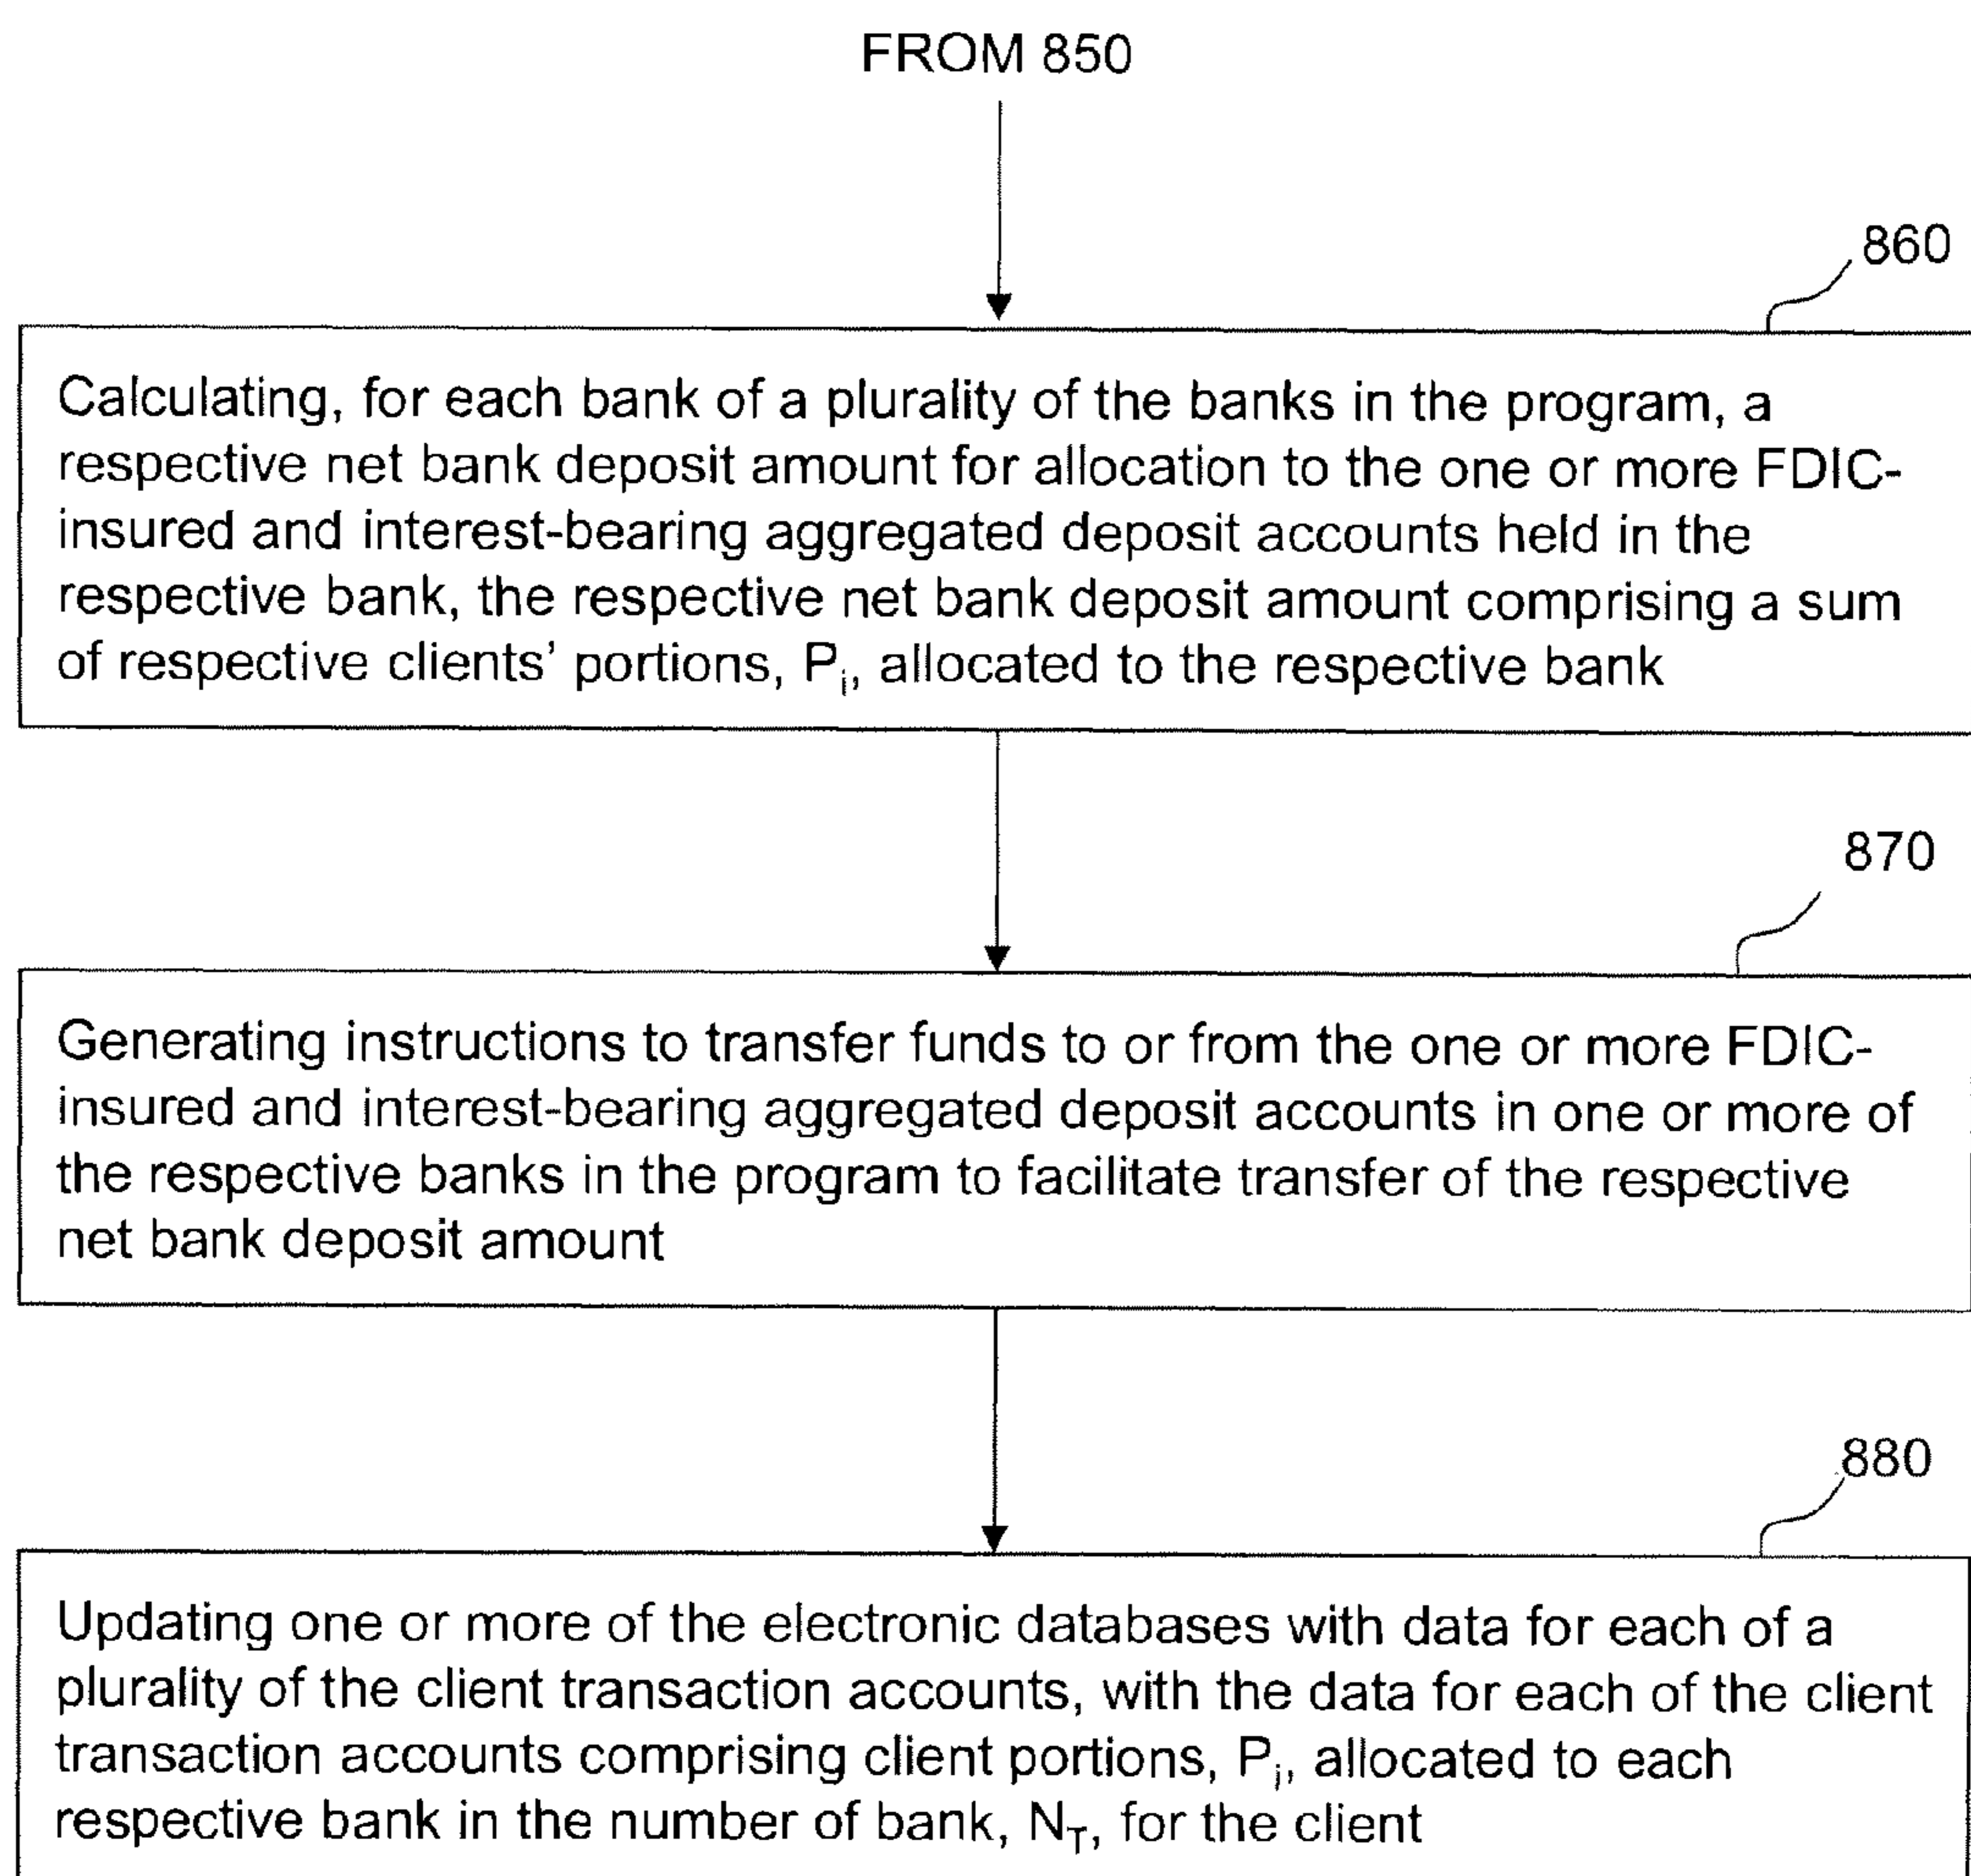 FROM 850
860
Calculating, for each bank of a plurality of the banks in the program, a
respective net bank deposit amount for allocation to the one or more FDIC-
insured and interest-bearing aggregated deposit accounts held in the
respective bank, the respective net bank deposit amount comprising a sum
of respective clients’ portions, Pᵢ, allocated to the respective bank
870
Generating instructions to transfer funds to or from the one or more FDIC-
insured and interest-bearing aggregated deposit accounts in one or more of
the respective banks in the program to facilitate transfer of the respective
net bank deposit amount
880
Updating one or more of the electronic databases with data for each of a
plurality of the client transaction accounts, with the data for each of the client
transaction accounts comprising client portions, Pᵢ, allocated to each
respective bank in the number of bank, N_T, for the client